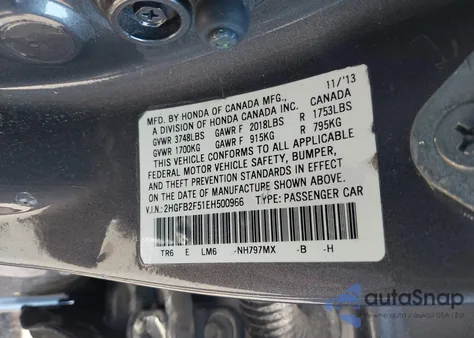 11/'13
MFD. BY HONDA OF CANADA MFG.,
A DIVISION OF HONDA CANADA INC. CANADA
GVWR 3748LBS GAWR F 2018LBS R 1753LBS
GVWR 1700KG GAWR F 915KG R 795KG
THIS VEHICLE CONFORMS TO ALL APPLICABLE
FEDERAL MOTOR VEHICLE SAFETY, BUMPER,
AND THEFT PREVENTION STANDARDS IN EFFECT
ON THE DATE OF MANUFACTURE SHOWN ABOVE.
V.I.N.: 2HGFB2F51EH500966 TYPE: PASSENGER CAR
TR6 E LM6 -NH797MX -B -H
autoSnap